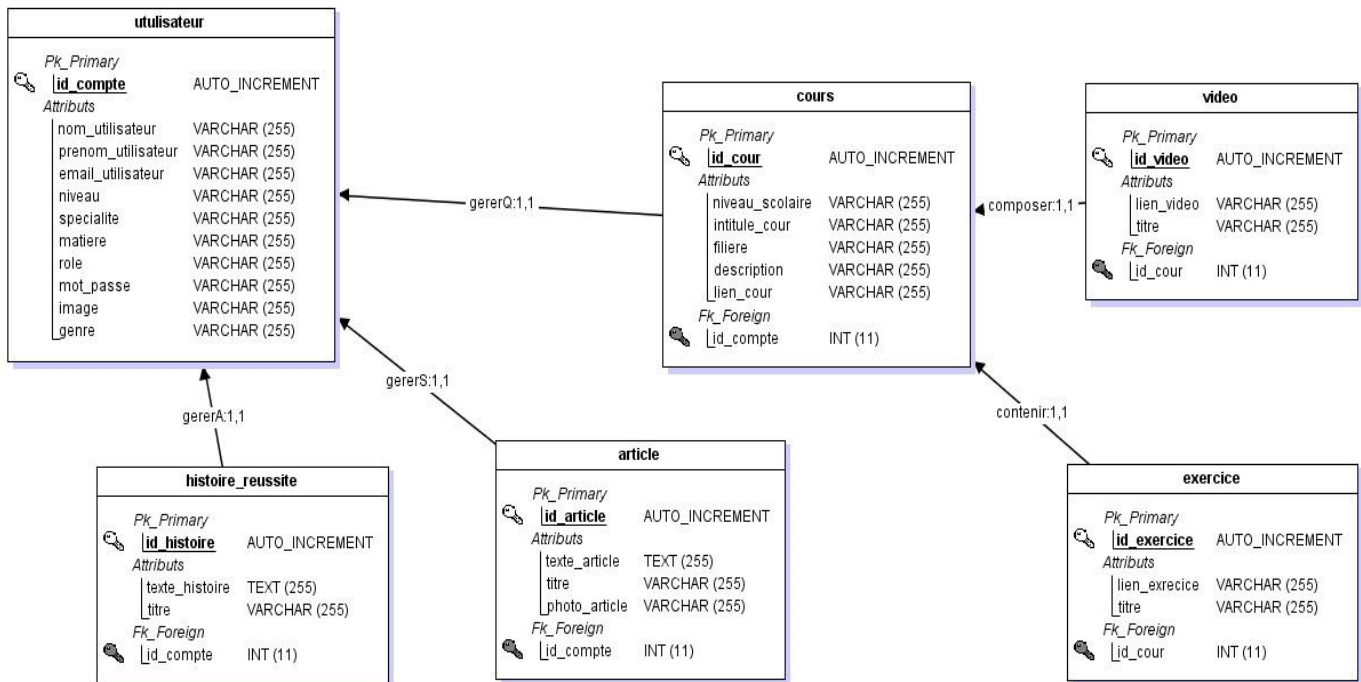 utulisateur
Pk_Primary
id_compte AUTO_INCREMENT
Attributs
nom_utilisateur VARCHAR (255)
prenom_utilisateur VARCHAR (255)
email_utilisateur VARCHAR (255)
niveau VARCHAR (255)
specialite VARCHAR (255)
matiere VARCHAR (255)
role VARCHAR (255)
mot_passe VARCHAR (255)
image VARCHAR (255)
genre VARCHAR (255)
gererQ:1,1
cours
Pk_Primary
id_cour AUTO_INCREMENT
Attributs
niveau_scolaire VARCHAR (255)
intitule_cour VARCHAR (255)
filiere VARCHAR (255)
description VARCHAR (255)
lien_cour VARCHAR (255)
Fk_Foreign
id_compte INT (11)
composer:1,1
video
Pk_Primary
id_video AUTO_INCREMENT
Attributs
lien_video VARCHAR (255)
titre VARCHAR (255)
Fk_Foreign
id_cour INT (11)
gererA:1,1
gererS:1,1
contenir:1,1
histoire_reussite
Pk_Primary
id_histoire AUTO_INCREMENT
Attributs
texte_histoire TEXT (255)
titre VARCHAR (255)
Fk_Foreign
id_compte INT (11)
article
Pk_Primary
id_article AUTO_INCREMENT
Attributs
texte_article TEXT (255)
titre VARCHAR (255)
photo_article VARCHAR (255)
Fk_Foreign
id_compte INT (11)
exercice
Pk_Primary
id_exercice AUTO_INCREMENT
Attributs
lien_exrecice VARCHAR (255)
titre VARCHAR (255)
Fk_Foreign
id_cour INT (11)